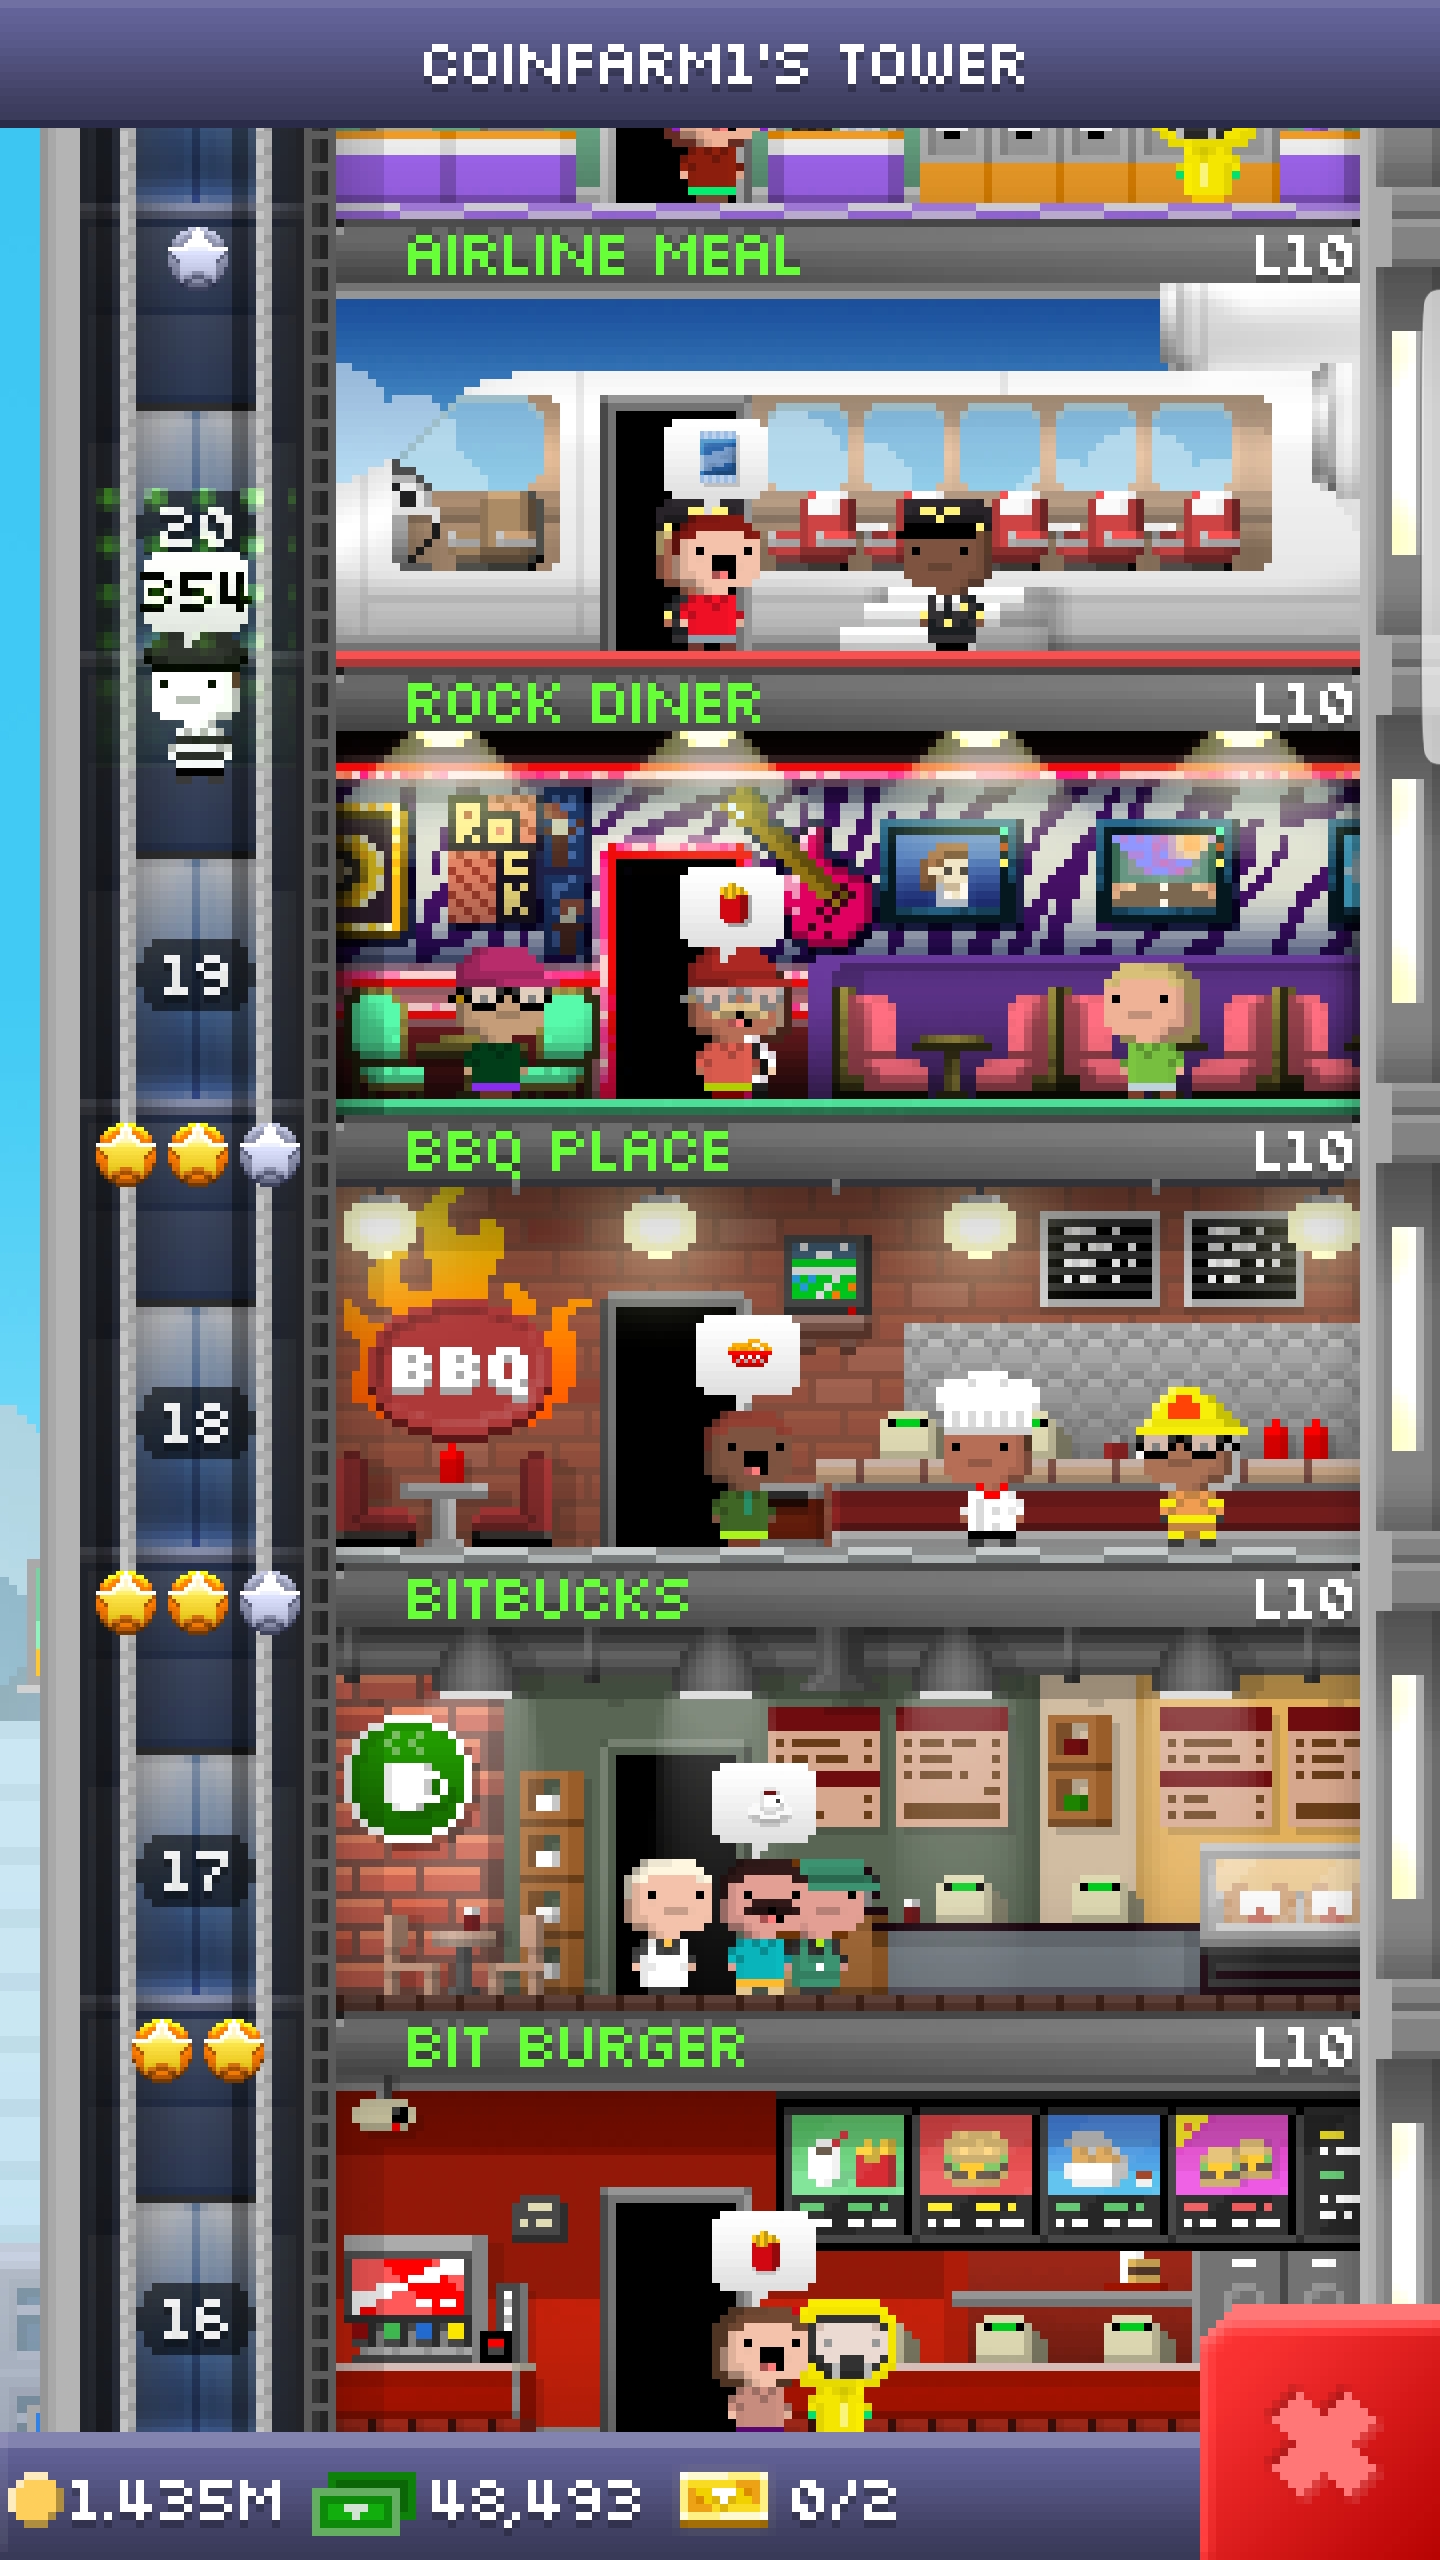 COINFARM1'S TOWER
AIRLINE MEAL L10
20
354
ROCK DINER L10
ROCK
19
BBQ PLACE L10
BBQ
18
BITBUCKS L10
17
BIT BURGER L10
16
1.435M 48,493 0/2